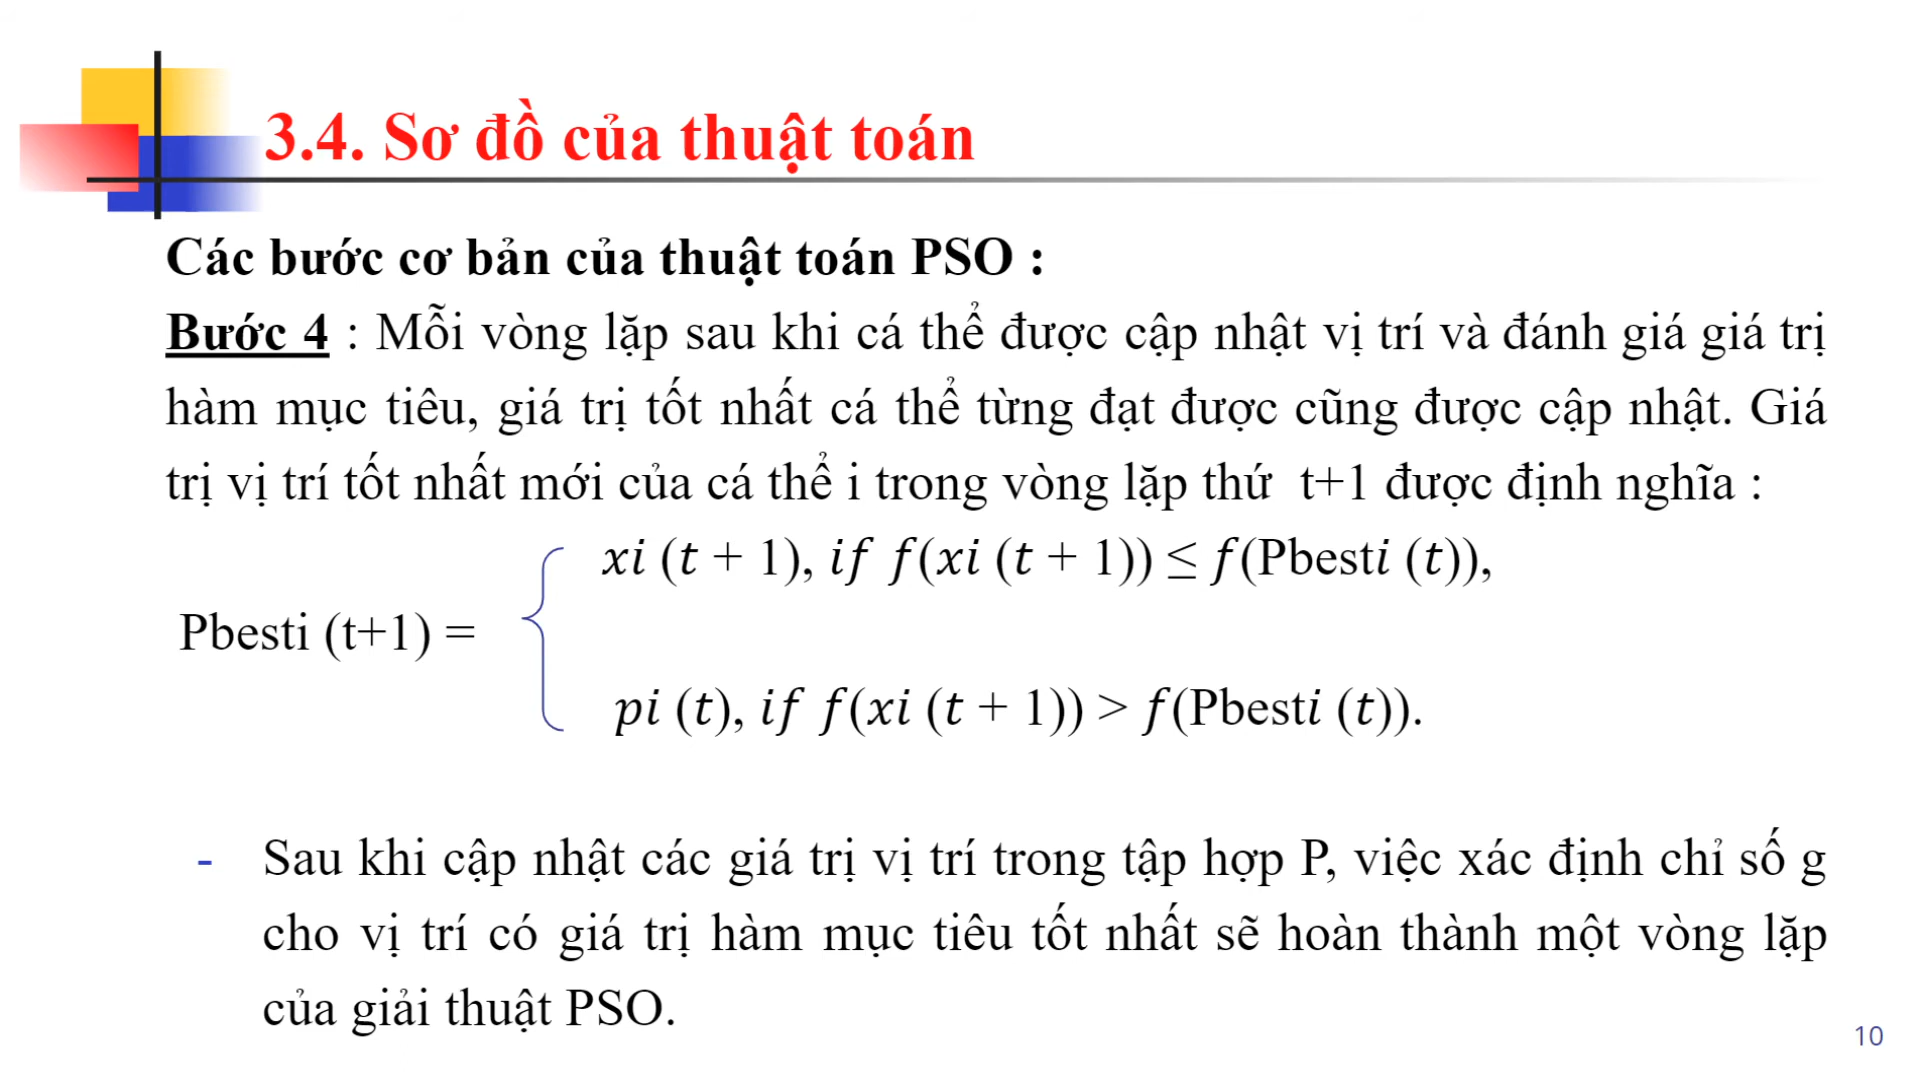 3.4. Sơ đồ của thuật toán
Các bước cơ bản của thuật toán PSO :
Bước 4 : Mỗi vòng lặp sau khi cá thể được cập nhật vị trí và đánh giá giá trị
hàm mục tiêu, giá trị tốt nhất cá thể từng đạt được cũng được cập nhật. Giá
trị vị trí tốt nhất mới của cá thể i trong vòng lặp thứ t+1 được định nghĩa :
𝑥𝑖 (𝑡 + 1), 𝑖𝑓 𝑓(𝑥𝑖 (𝑡 + 1)) ≤ 𝑓(Pbest𝑖 (𝑡)),
Pbesti (t+1) =
𝑝𝑖 (𝑡), 𝑖𝑓 𝑓(𝑥𝑖 (𝑡 + 1)) > 𝑓(Pbest𝑖 (𝑡)).
- Sau khi cập nhật các giá trị vị trí trong tập hợp P, việc xác định chỉ số g
cho vị trí có giá trị hàm mục tiêu tốt nhất sẽ hoàn thành một vòng lặp
của giải thuật PSO.
10